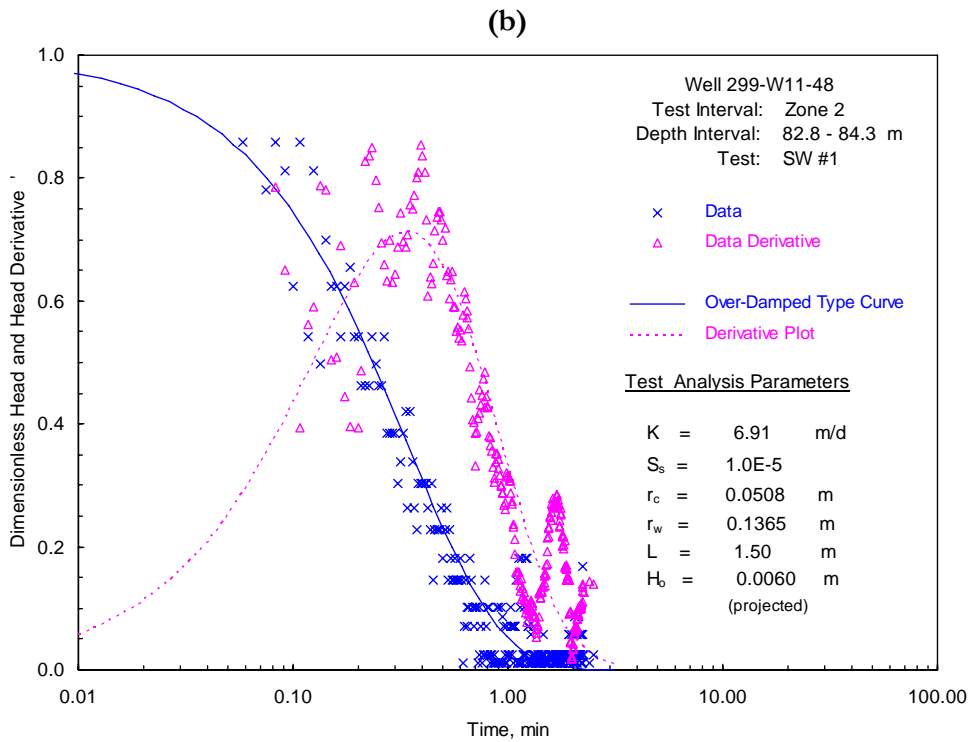 (b)
Dimensionless Head and Head Derivative '
1.0
0.8
0.6
0.4
0.2
0.0
0.01
0.10
1.00
10.00
100.00
Time, min
Well 299-W11-48
Test Interval: Zone 2
Depth Interval: 82.8 - 84.3 m
Test: SW #1
Data
Data Derivative
Over-Damped Type Curve
Derivative Plot
Test Analysis Parameters
K = 6.91 m/d
Ss = 1.0E-5
rc = 0.0508 m
rw = 0.1365 m
L = 1.50 m
Ho = 0.0060 m
(projected)